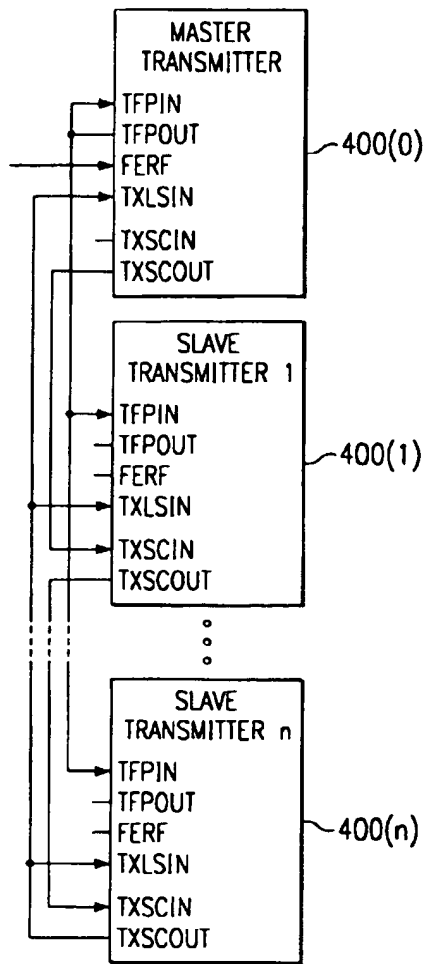 MASTER
TRANSMITTER
TFPIN
TFPOUT
FERF
TXLSIN
TXSCIN
TXSCOUT
400(0)
SLAVE
TRANSMITTER 1
TFPIN
TFPOUT
FERF
TXLSIN
TXSCIN
TXSCOUT
400(1)
SLAVE
TRANSMITTER n
TFPIN
TFPOUT
FERF
TXLSIN
TXSCIN
TXSCOUT
400(n)